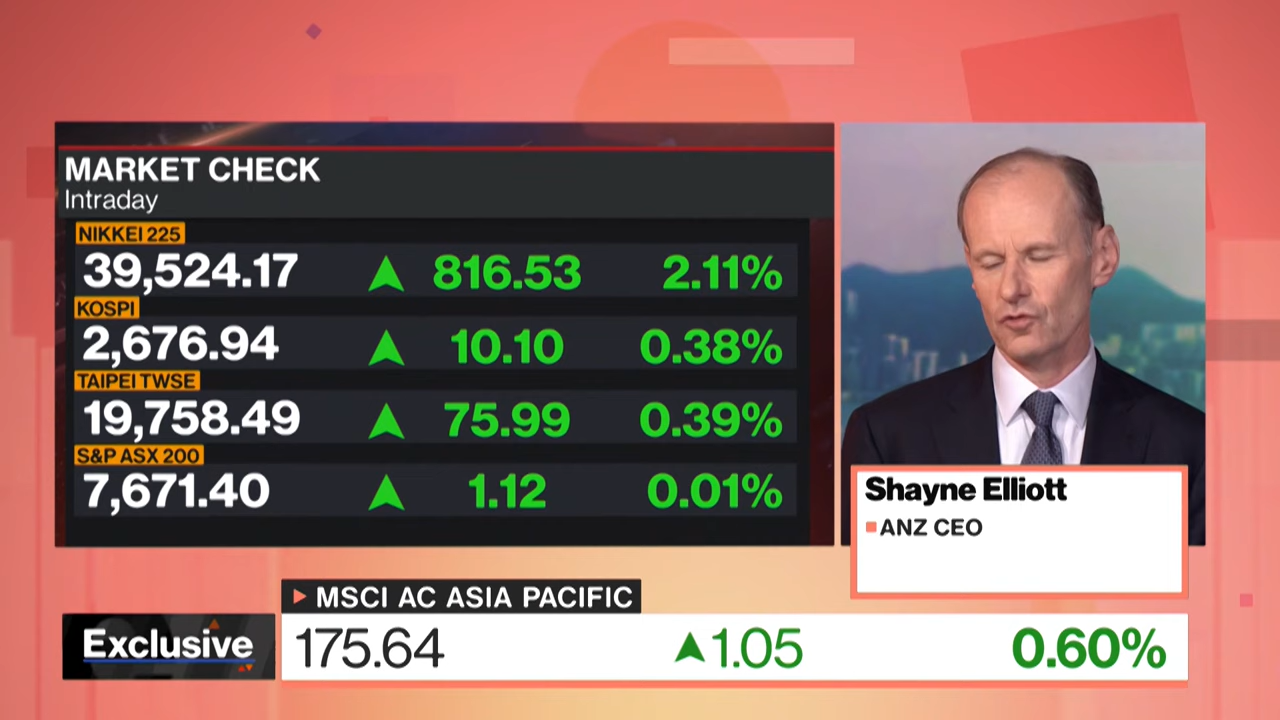 MARKET CHECK
Intraday
NIKKEI 225
39,524.17 ▲ 816.53 2.11%
KOSPI
2,676.94 ▲ 10.10 0.38%
TAIPEI TWSE
19,758.49 ▲ 75.99 0.39%
S&P ASX 200
7,671.40 ▲ 1.12 0.01%
Shayne Elliott
ANZ CEO
MSCI AC ASIA PACIFIC
Exclusive
175.64 ▲1.05 0.60%